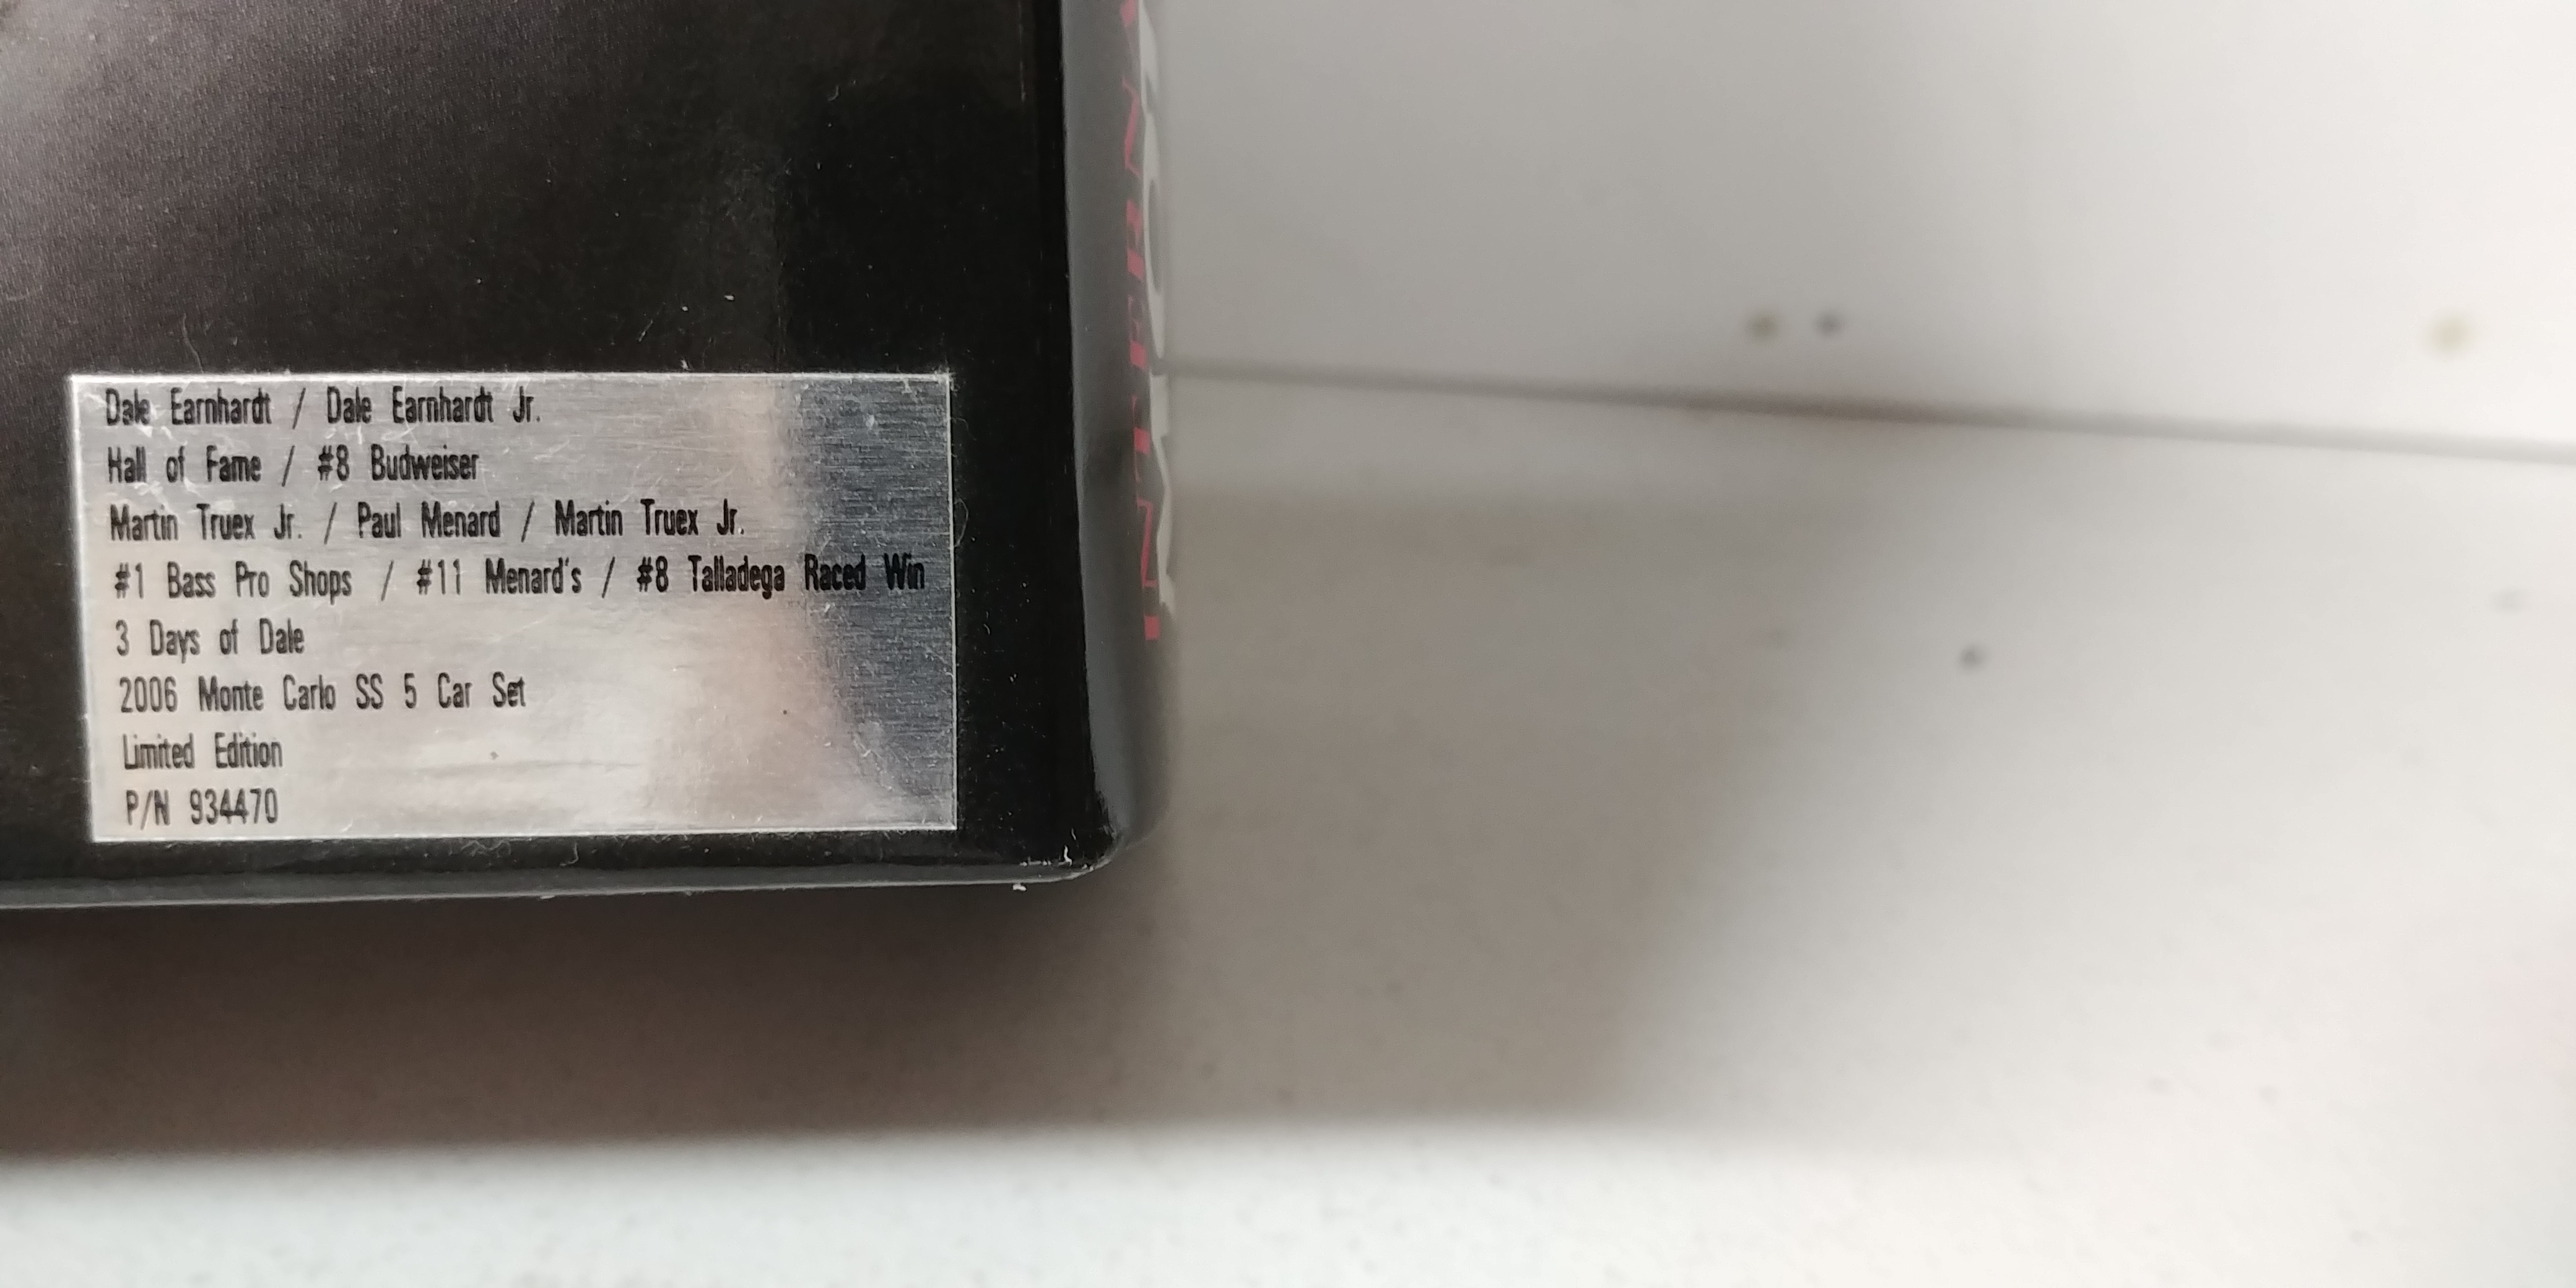 Dale Earnhardt / Dale Earnhardt Jr.
Hall of Fame / #8 Budweiser
Martin Truex Jr. / Paul Menard / Martin Truex Jr.
#1 Bass Pro Shops / #11 Menard's / #8 Talladega Raced Win
3 Days of Dale
2006 Monte Carlo SS 5 Car Set
Limited Edition
P/N 934470